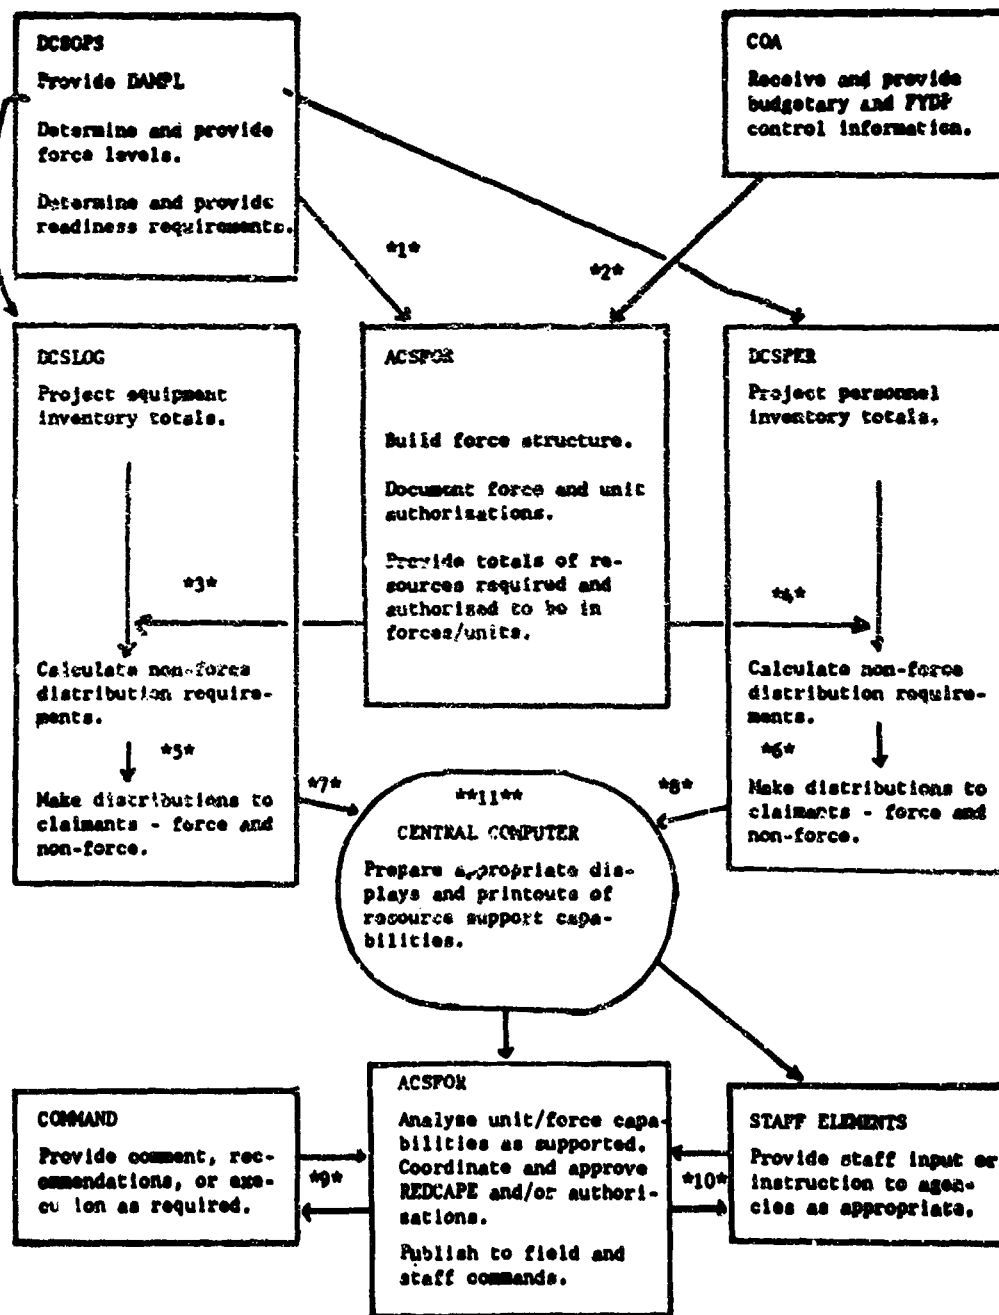 DCSOPS
Provide DAMPL
Determine and provide
force levels.
Determine and provide
readiness requirements.
COA
Receive and provide
budgetary and FYDP
control information.
*1*
*2*
DCSLOG
Project equipment
inventory totals.
*3*
Calculate non-force
distribution require-
ments.
*5*
Make distributions to
claimants - force and
non-force.
ACSFOR
Build force structure.
Document force and unit
authorizations.
Provide totals of re-
sources required and
authorized to be in
forces/units.
DCSPER
Project personnel
inventory totals.
*4*
Calculate non-force
distribution require-
ments.
*6*
Make distributions to
claimants - force and
non-force.
*7*
*8*
**11**
CENTRAL COMPUTER
Prepare appropriate dis-
plays and printouts of
resource support capa-
bilities.
COMMAND
Provide comment, rec-
ommendations, or exe-
cution as required.
*9*
ACSFOR
Analyse unit/force capa-
bilities as supported.
Coordinate and approve
REDCAPE and/or authori-
sations.
Publish to field and
staff commands.
*10*
STAFF ELEMENTS
Provide staff input or
instruction to agen-
cies as appropriate.